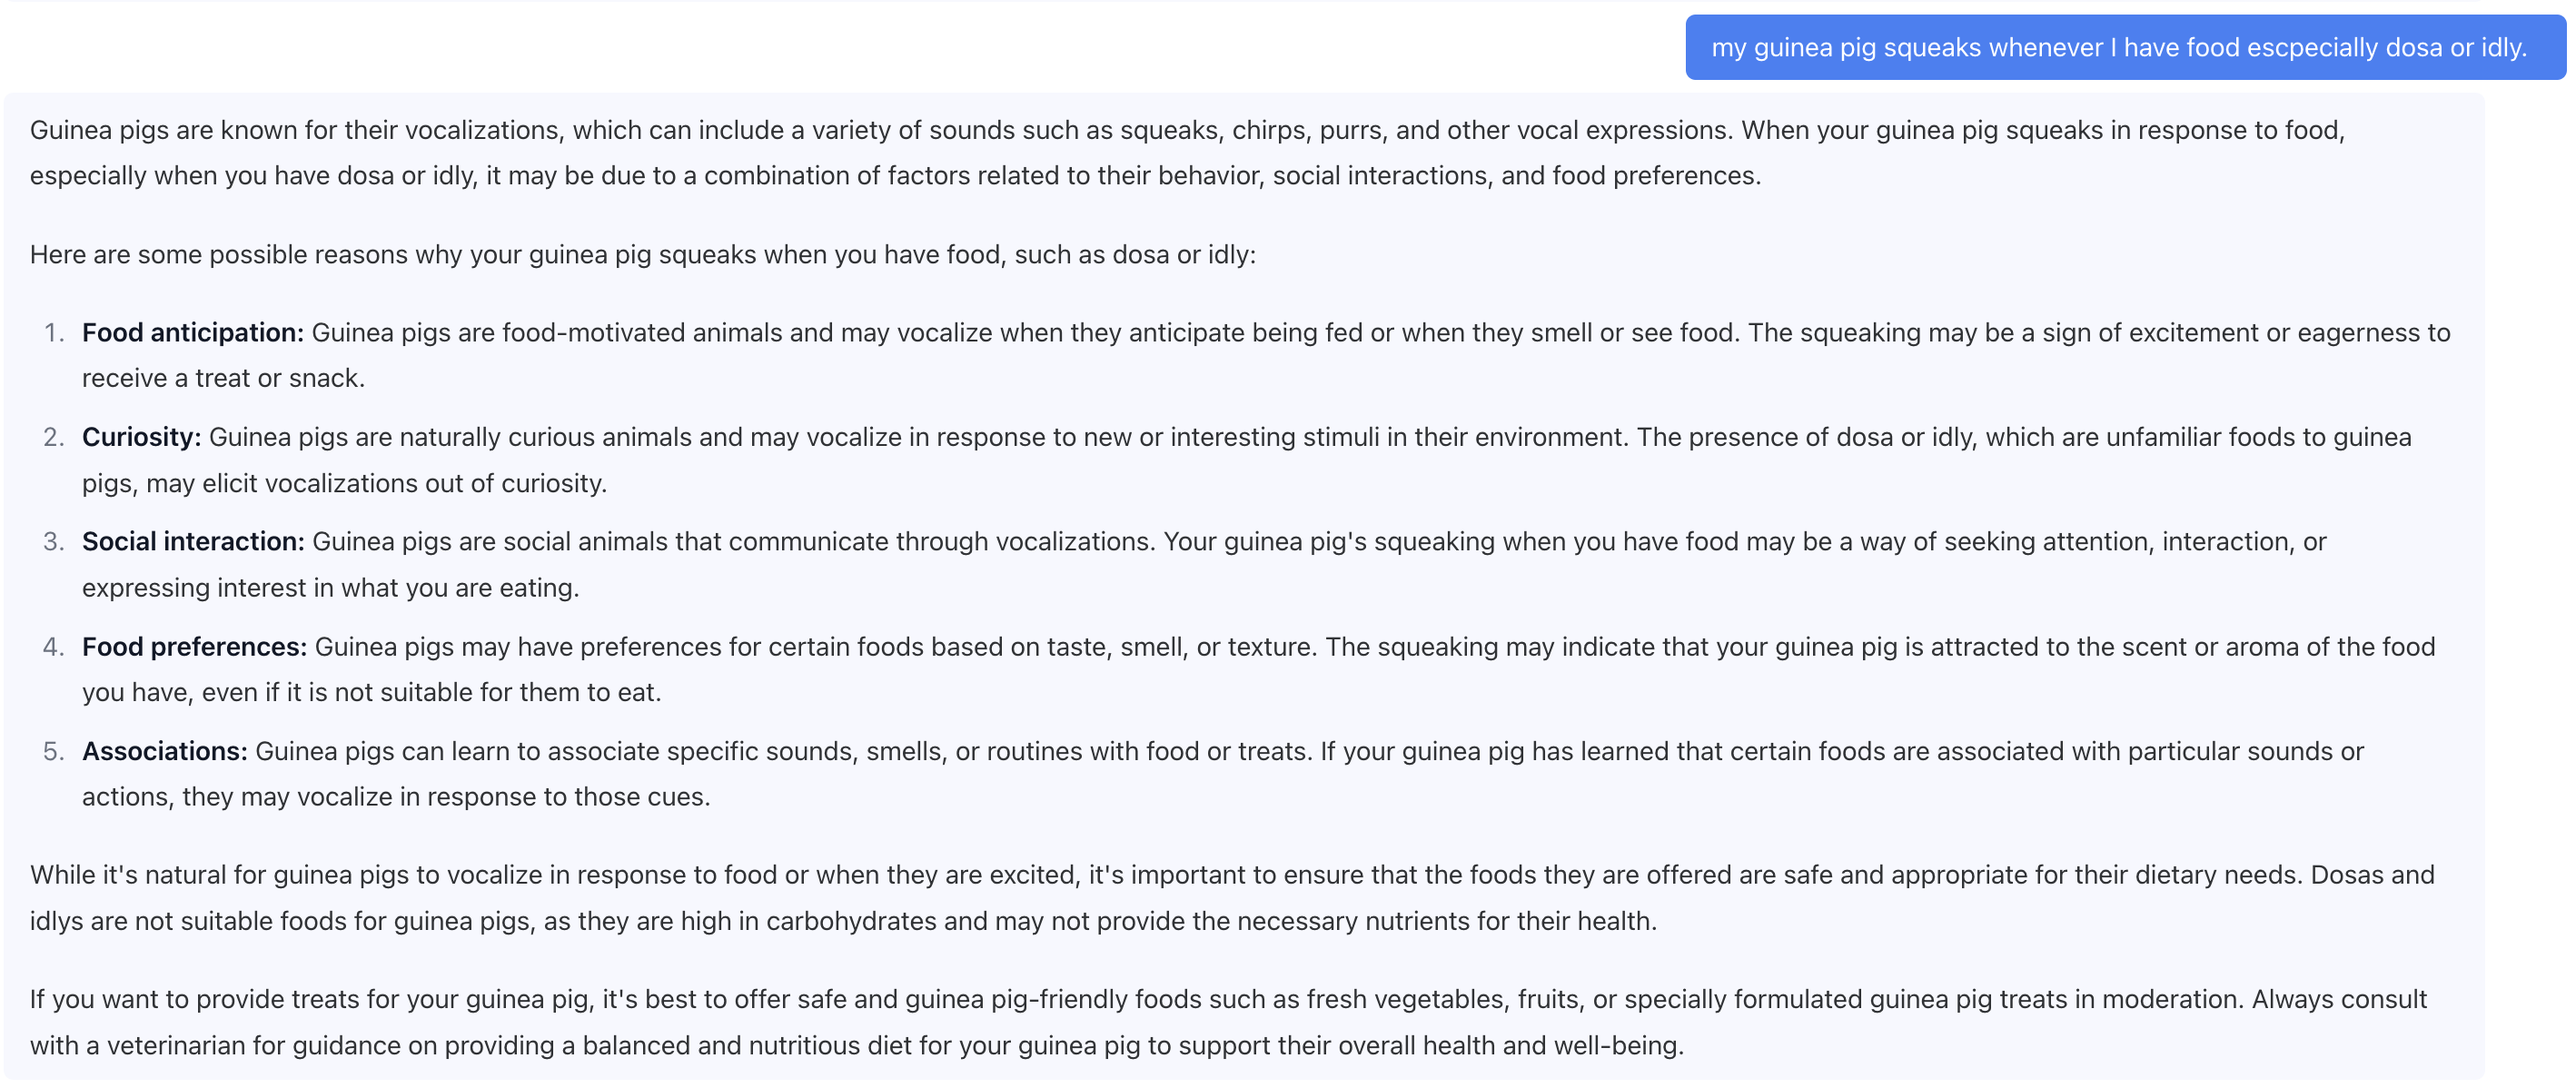 my guinea pig squeaks whenever I have food escpecially dosa or idly.
Guinea pigs are known for their vocalizations, which can include a variety of sounds such as squeaks, chirps, purrs, and other vocal expressions. When your guinea pig squeaks in response to food,
especially when you have dosa or idly, it may be due to a combination of factors related to their behavior, social interactions, and food preferences.
Here are some possible reasons why your guinea pig squeaks when you have food, such as dosa or idly:
1. Food anticipation: Guinea pigs are food-motivated animals and may vocalize when they anticipate being fed or when they smell or see food. The squeaking may be a sign of excitement or eagerness to
receive a treat or snack.
2. Curiosity: Guinea pigs are naturally curious animals and may vocalize in response to new or interesting stimuli in their environment. The presence of dosa or idly, which are unfamiliar foods to guinea
pigs, may elicit vocalizations out of curiosity.
3. Social interaction: Guinea pigs are social animals that communicate through vocalizations. Your guinea pig's squeaking when you have food may be a way of seeking attention, interaction, or
expressing interest in what you are eating.
4. Food preferences: Guinea pigs may have preferences for certain foods based on taste, smell, or texture. The squeaking may indicate that your guinea pig is attracted to the scent or aroma of the food
you have, even if it is not suitable for them to eat.
5. Associations: Guinea pigs can learn to associate specific sounds, smells, or routines with food or treats. If your guinea pig has learned that certain foods are associated with particular sounds or
actions, they may vocalize in response to those cues.
While it's natural for guinea pigs to vocalize in response to food or when they are excited, it's important to ensure that the foods they are offered are safe and appropriate for their dietary needs. Dosas and
idlys are not suitable foods for guinea pigs, as they are high in carbohydrates and may not provide the necessary nutrients for their health.
If you want to provide treats for your guinea pig, it's best to offer safe and guinea pig-friendly foods such as fresh vegetables, fruits, or specially formulated guinea pig treats in moderation. Always consult
with a veterinarian for guidance on providing a balanced and nutritious diet for your guinea pig to support their overall health and well-being.